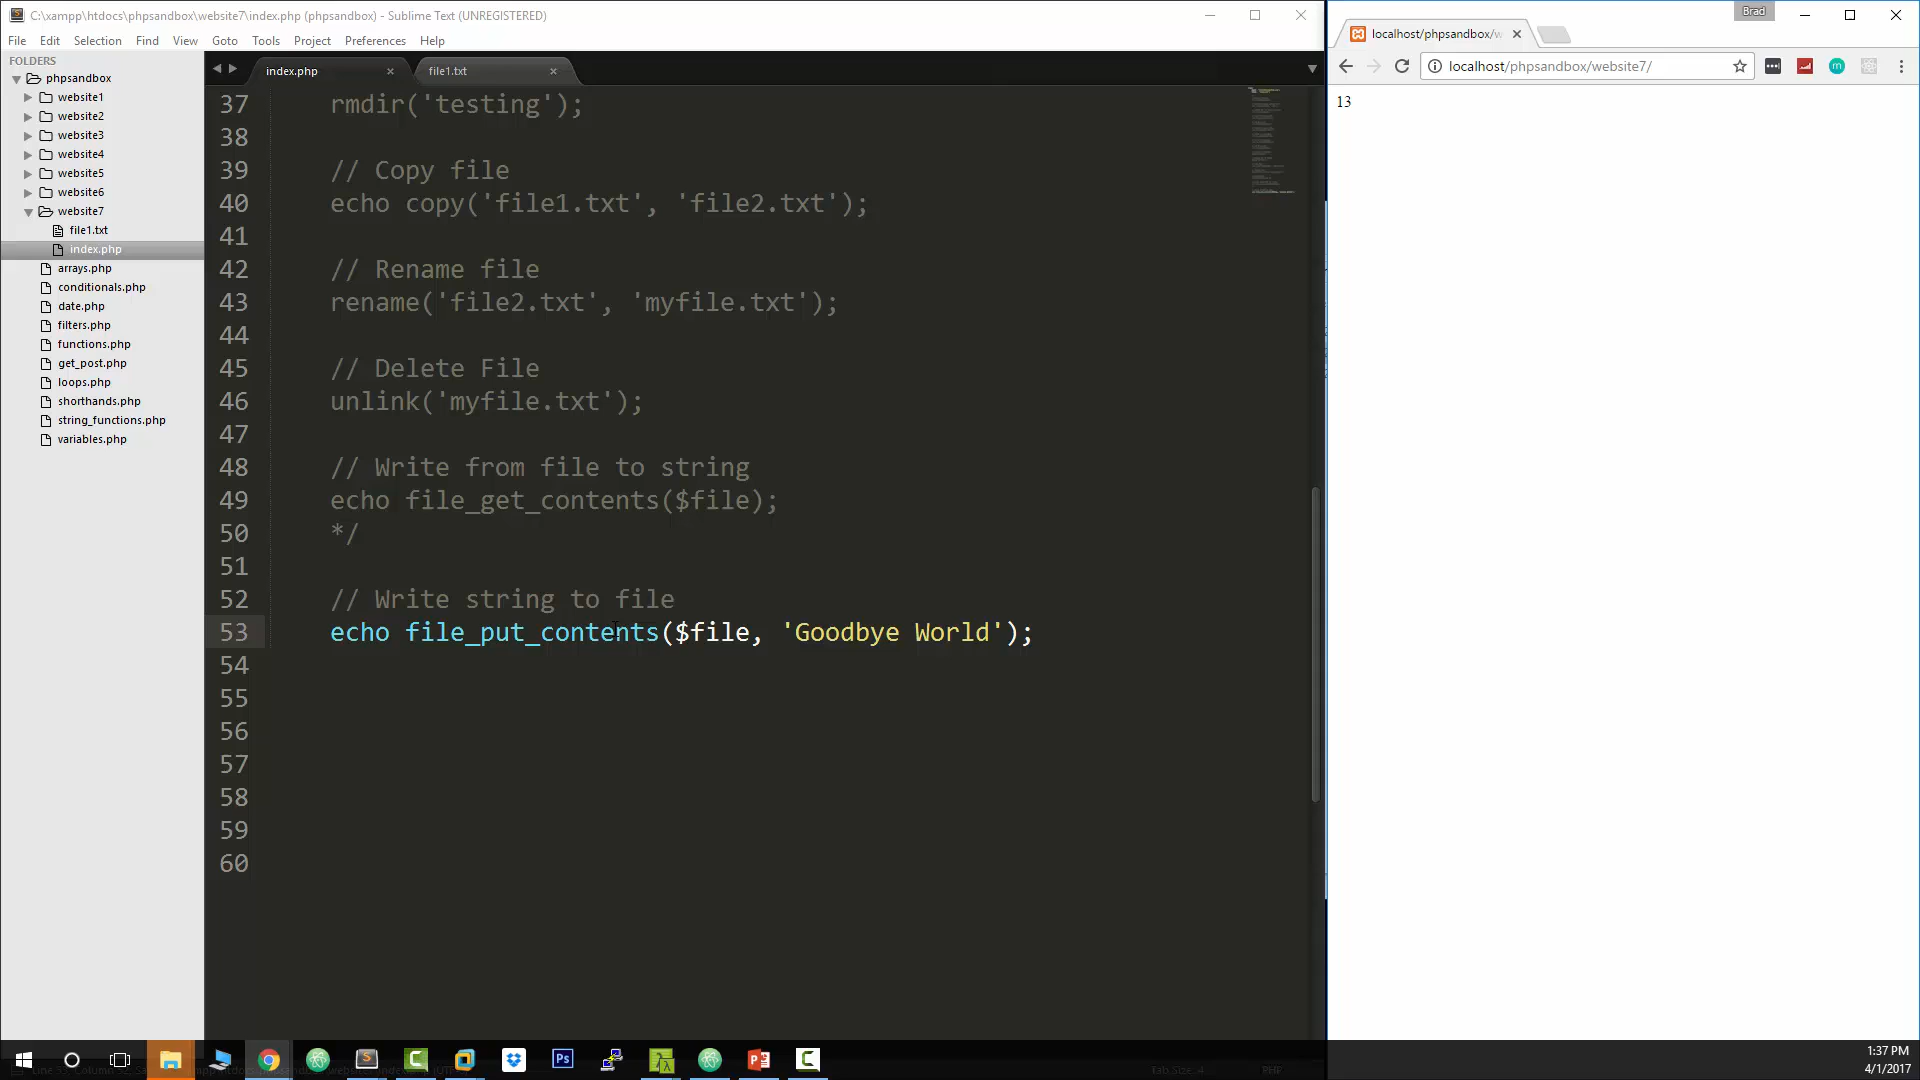 C:\xampp\htdocs\phpsandbox\website7\index.php (phpsandbox) - Sublime Text (UNREGISTERED)
File Edit Selection Find View Goto Tools Project Preferences Help
FOLDERS
phpsandbox
website1
website2
website3
website4
website5
website6
website7
file1.txt
index.php
arrays.php
conditionals.php
date.php
filters.php
functions.php
get_post.php
loops.php
shorthands.php
string_functions.php
variables.php
index.php file1.txt
37 rmdir('testing');
38
39 // Copy file
40 echo copy('file1.txt', 'file2.txt');
41
42 // Rename file
43 rename('file2.txt', 'myfile.txt');
44
45 // Delete File
46 unlink('myfile.txt');
47
48 // Write from file to string
49 echo file_get_contents($file);
50 */
51
52 // Write string to file
53 echo file_put_contents($file, 'Goodbye World');
54
55
56
57
58
59
60
Brad
localhost/phpsandbox/w
localhost/phpsandbox/website7/
13
Ps
1:37 PM
4/1/2017